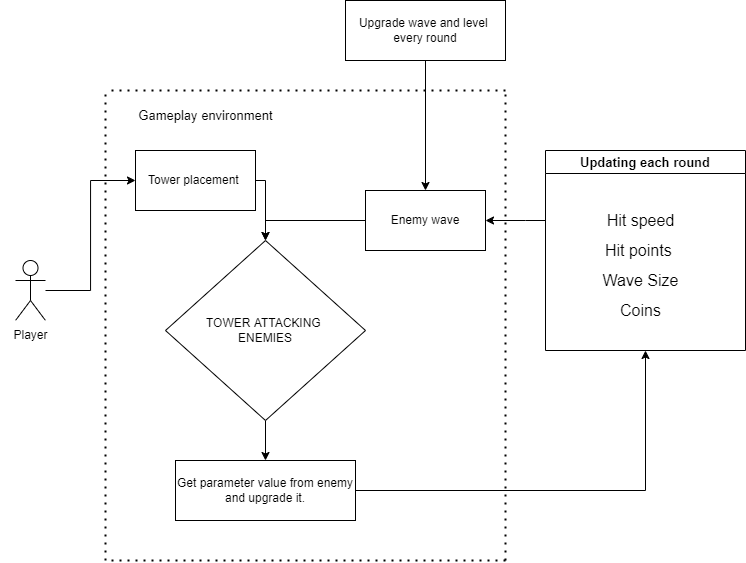 Upgrade wave and level
every round
Gameplay environment
Tower placement
Enemy wave
Updating each round
Hit speed
Hit points
Wave Size
Coins
Player
TOWER ATTACKING
ENEMIES
Get parameter value from enemy
and upgrade it.